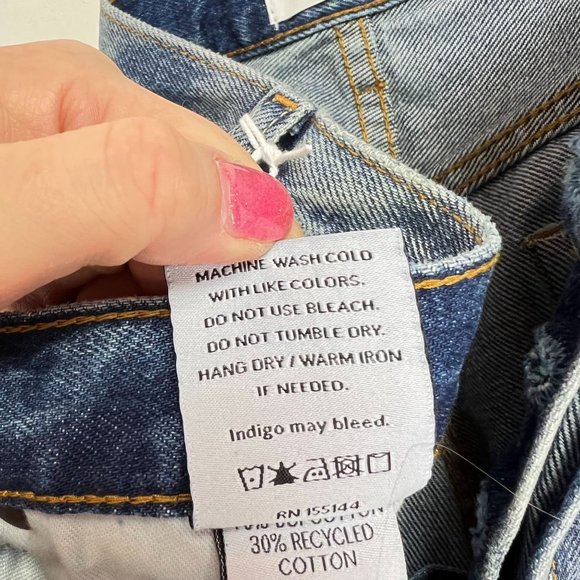 MACHINE WASH COLD
WITH LIKE COLORS.
DO NOT USE BLEACH.
DO NOT TUMBLE DRY.
HANG DRY / WARM IRON
IF NEEDED.
Indigo may bleed.
RN 155144
COTTON
30% RECYCLED
COTTON